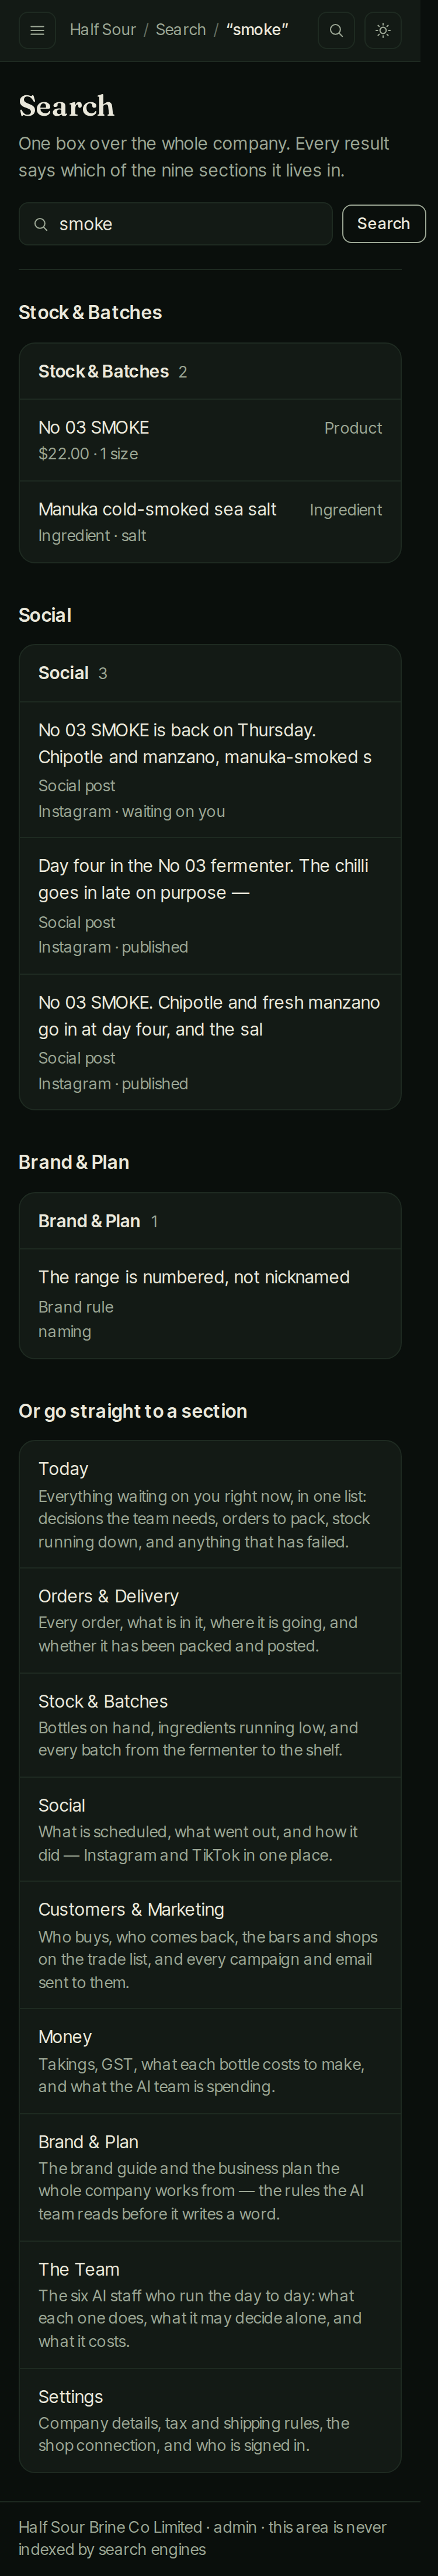 Half Sour / Search / “smoke”
Search
One box over the whole company. Every result
says which of the nine sections it lives in.
smoke
Search
Stock & Batches
Stock & Batches 2
No 03 SMOKE Product
$22.00 · 1 size
Manuka cold-smoked sea salt Ingredient
Ingredient · salt
Social
Social 3
No 03 SMOKE is back on Thursday.
Chipotle and manzano, manuka-smoked s
Social post
Instagram · waiting on you
Day four in the No 03 fermenter. The chilli
goes in late on purpose —
Social post
Instagram · published
No 03 SMOKE. Chipotle and fresh manzano
go in at day four, and the sal
Social post
Instagram · published
Brand & Plan
Brand & Plan 1
The range is numbered, not nicknamed
Brand rule
naming
Or go straight to a section
Today
Everything waiting on you right now, in one list:
decisions the team needs, orders to pack, stock
running down, and anything that has failed.
Orders & Delivery
Every order, what is in it, where it is going, and
whether it has been packed and posted.
Stock & Batches
Bottles on hand, ingredients running low, and
every batch from the fermenter to the shelf.
Social
What is scheduled, what went out, and how it
did — Instagram and TikTok in one place.
Customers & Marketing
Who buys, who comes back, the bars and shops
on the trade list, and every campaign and email
sent to them.
Money
Takings, GST, what each bottle costs to make,
and what the AI team is spending.
Brand & Plan
The brand guide and the business plan the
whole company works from — the rules the AI
team reads before it writes a word.
The Team
The six AI staff who run the day to day: what
each one does, what it may decide alone, and
what it costs.
Settings
Company details, tax and shipping rules, the
shop connection, and who is signed in.
Half Sour Brine Co Limited · admin · this area is never
indexed by search engines